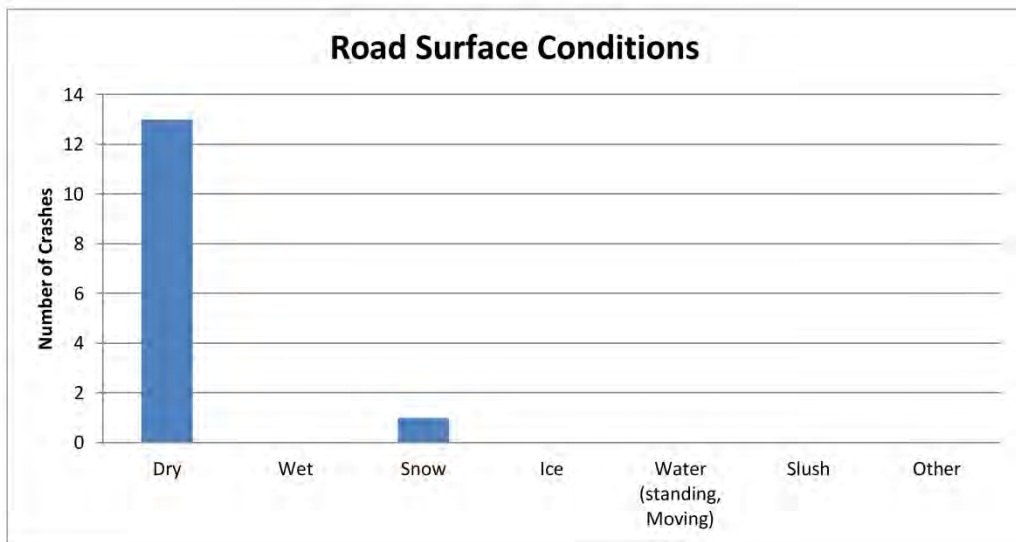 Road Surface Conditions
Number of Crashes
14
12
10
8
6
4
2
0
Dry
Wet
Snow
Ice
Water
(standing,
Moving)
Slush
Other